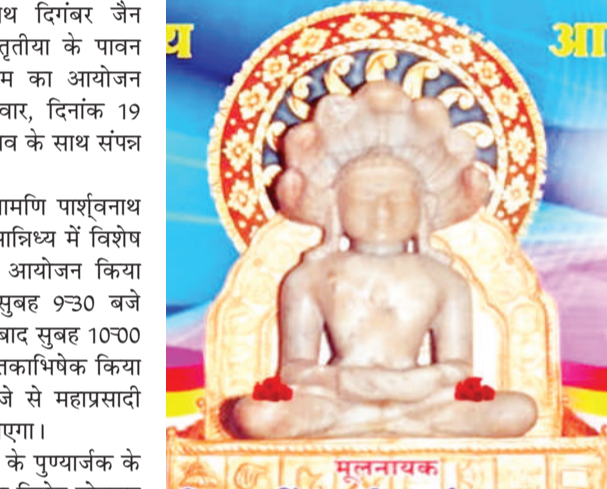 थ दिगंबर जैन
तृतीया के पावन
म का आयोजन
वार, दिनांक 19
व के साथ संपन्न
ामणि पार्श्वनाथ
ान्निध्य में विशेष
आयोजन किया
सुबह 9-30 बजे
बाद सुबह 10-00
तकाभिषेक किया
जे से महाप्रसादी
एगा।
के पुण्यार्जक के
य
आ
मूलनायक